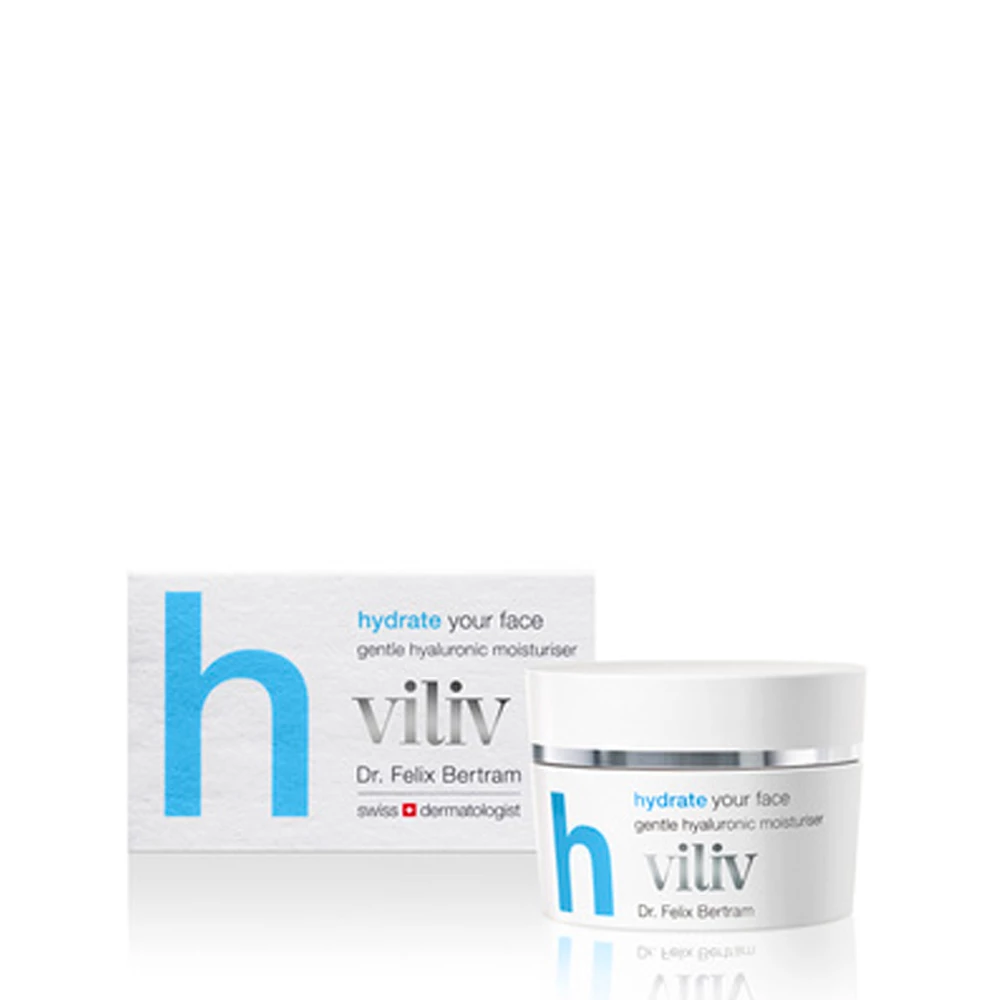 h
hydrate your face
gentle hyaluronic moisturiser
viliv
Dr. Felix Bertram
swiss dermatologist
h
hydrate your face
gentle hyaluronic moisturiser
viliv
Dr. Felix Bertram